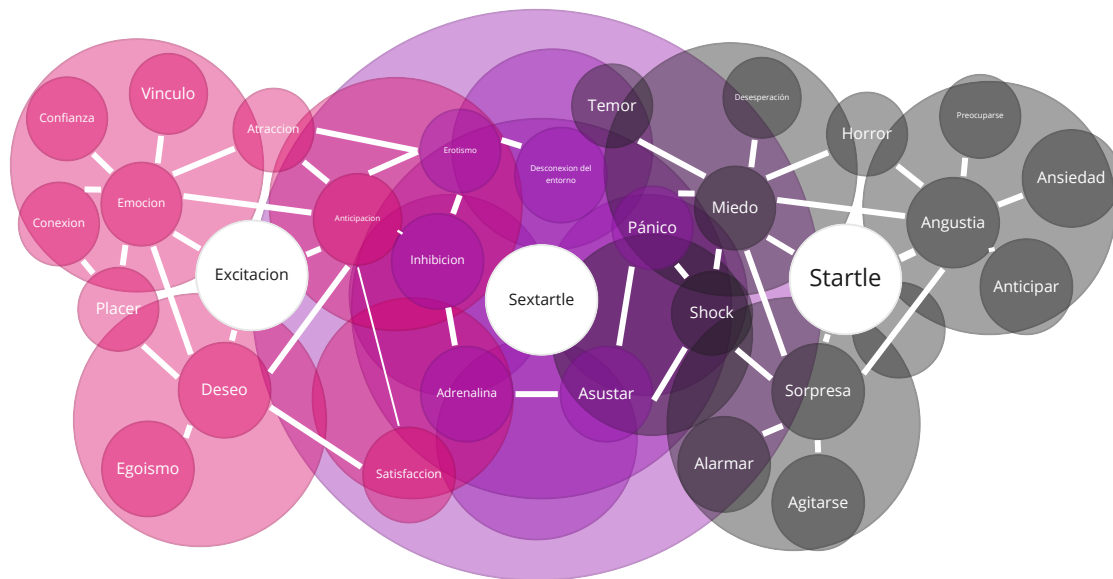 Vinculo
Confianza
Atraccion
Emocion
Conexion
Anticipacion
Excitacion
Placer
Deseo
Egoismo
Satisfaccion
Erotismo
Desconexion del
entorno
Inhibicion
Sextartle
Adrenalina
Asustar
Temor
Desesperación
Pánico
Miedo
Shock
Horror
Preocuparse
Ansiedad
Angustia
Startle
Anticipar
Sorpresa
Alarmar
Agitarse